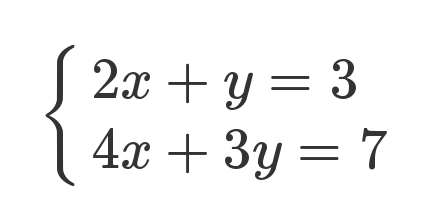 2x + y = 3
4x + 3y = 7